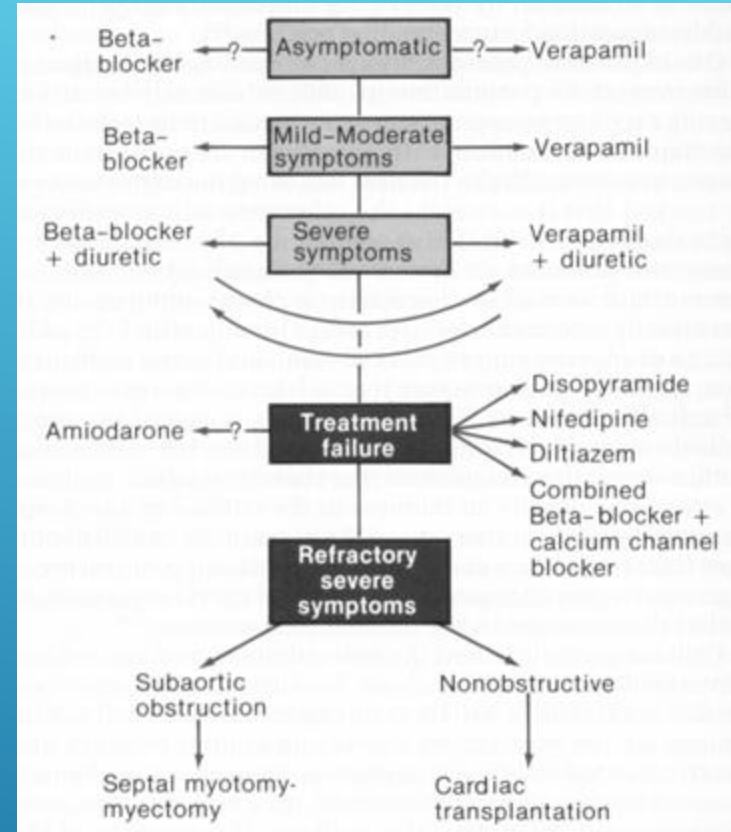 Beta-
blocker
?
Asymptomatic
?
Verapamil
Beta-
blocker
Mild-Moderate
symptoms
Verapamil
Beta-blocker
+ diuretic
Severe
symptoms
Verapamil
+ diuretic
Amiodarone
?
Treatment
failure
Disopyramide
Nifedipine
Diltiazem
Combined
Beta-blocker +
calcium channel
blocker
Refractory
severe
symptoms
Subaortic
obstruction
Nonobstructive
Septal myotomy-
myectomy
Cardiac
transplantation